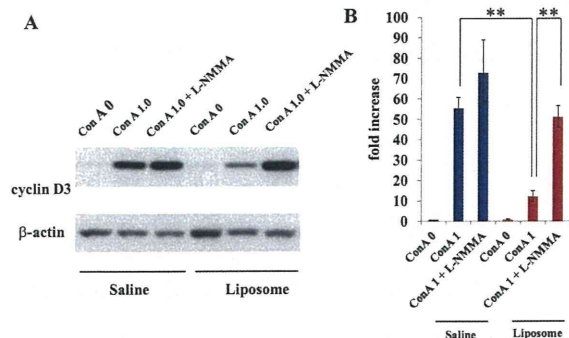 A
Con A 0
Con A 1.0
Con A 1.0 + L-NMMA
Con A 0
Con A 1.0
Con A 1.0 + L-NMMA
cyclin D3
β-actin
Saline
Liposome
B
**
**
fold increase
100
90
80
70
60
50
40
30
20
10
0
ConA 0
ConA 1
ConA 1 + L-NMMA
ConA 0
ConA 1
ConA 1 + L-NMMA
Saline
Liposome